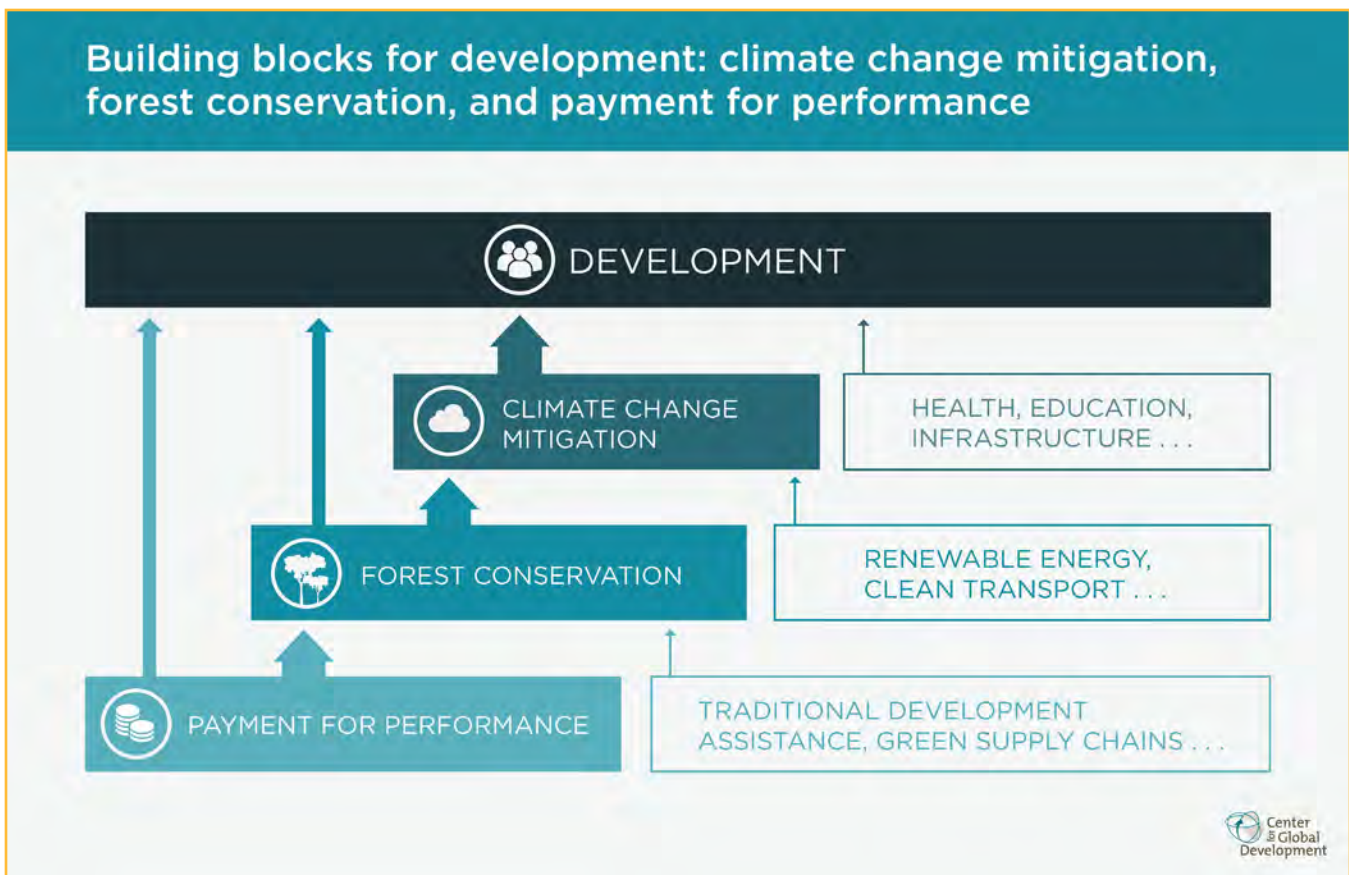 Building blocks for development: climate change mitigation,
forest conservation, and payment for performance
DEVELOPMENT
CLIMATE CHANGE
MITIGATION
HEALTH, EDUCATION,
INFRASTRUCTURE . . .
FOREST CONSERVATION
RENEWABLE ENERGY,
CLEAN TRANSPORT . . .
PAYMENT FOR PERFORMANCE
TRADITIONAL DEVELOPMENT
ASSISTANCE, GREEN SUPPLY CHAINS . . .
Center
for Global
Development